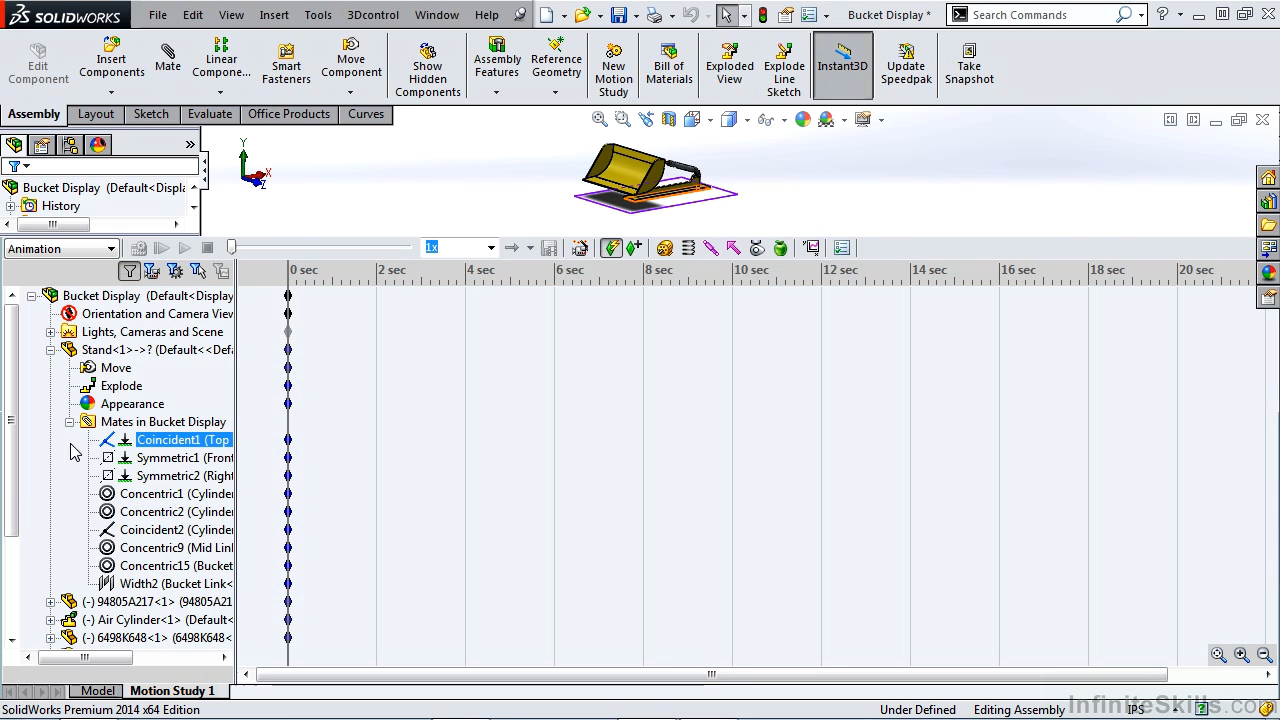 SOLIDWORKS File Edit View Insert Tools 3Dcontrol Window Help Bucket Display * Search Commands
Edit Component
Insert Components
Mate
Linear Compone...
Smart Fasteners
Move Component
Show Hidden Components
Assembly Features
Reference Geometry
New Motion Study
Bill of Materials
Exploded View
Explode Line Sketch
Instant3D
Update Speedpak
Take Snapshot
Assembly Layout Sketch Evaluate Office Products Curves
Y
X
Z
Bucket Display (Default<Displa
History
Animation 1x
0 sec 2 sec 4 sec 6 sec 8 sec 10 sec 12 sec 14 sec 16 sec 18 sec 20 sec
Bucket Display (Default<Display
Orientation and Camera View
Lights, Cameras and Scene
Stand<1>->? (Default<<Defa
Move
Explode
Appearance
Mates in Bucket Display
Coincident1 (Top
Symmetric1 (Front
Symmetric2 (Right
Concentric1 (Cylinder
Concentric2 (Cylinder
Coincident2 (Cylinder
Concentric9 (Mid Link
Concentric15 (Bucket
Width2 (Bucket Link<
(-) 94805A217<1> (94805A21
(-) Air Cylinder<1> (Default<
(-) 6498K648<1> (6498K648<
Model Motion Study 1
SolidWorks Premium 2014 x64 Edition Under Defined Editing Assembly IPS
InfiniteSkills.com